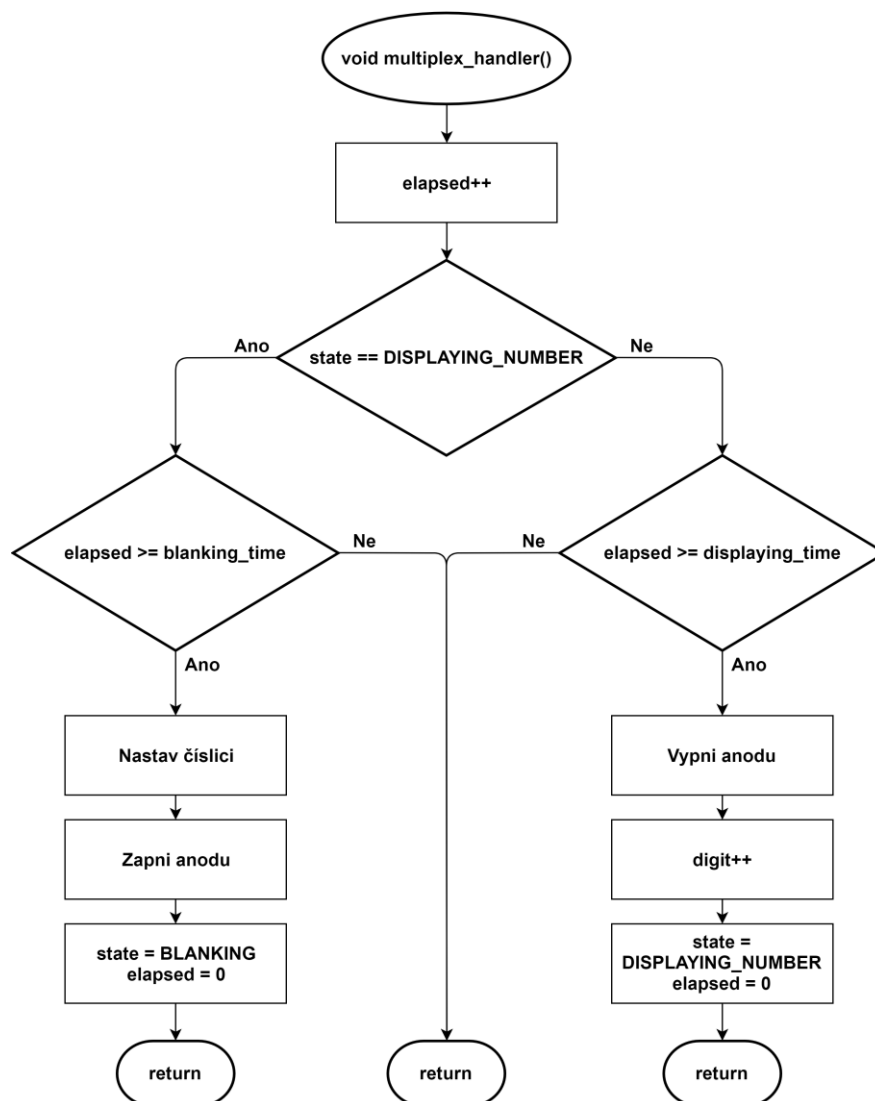 void multiplex_handler()
elapsed++
state == DISPLAYING_NUMBER
Ano
Ne
elapsed >= blanking_time
Ne
Ne
elapsed >= displaying_time
Ano
Ano
Nastav číslici
Vypni anodu
Zapni anodu
digit++
state = BLANKING
elapsed = 0
state =
DISPLAYING_NUMBER
elapsed = 0
return
return
return